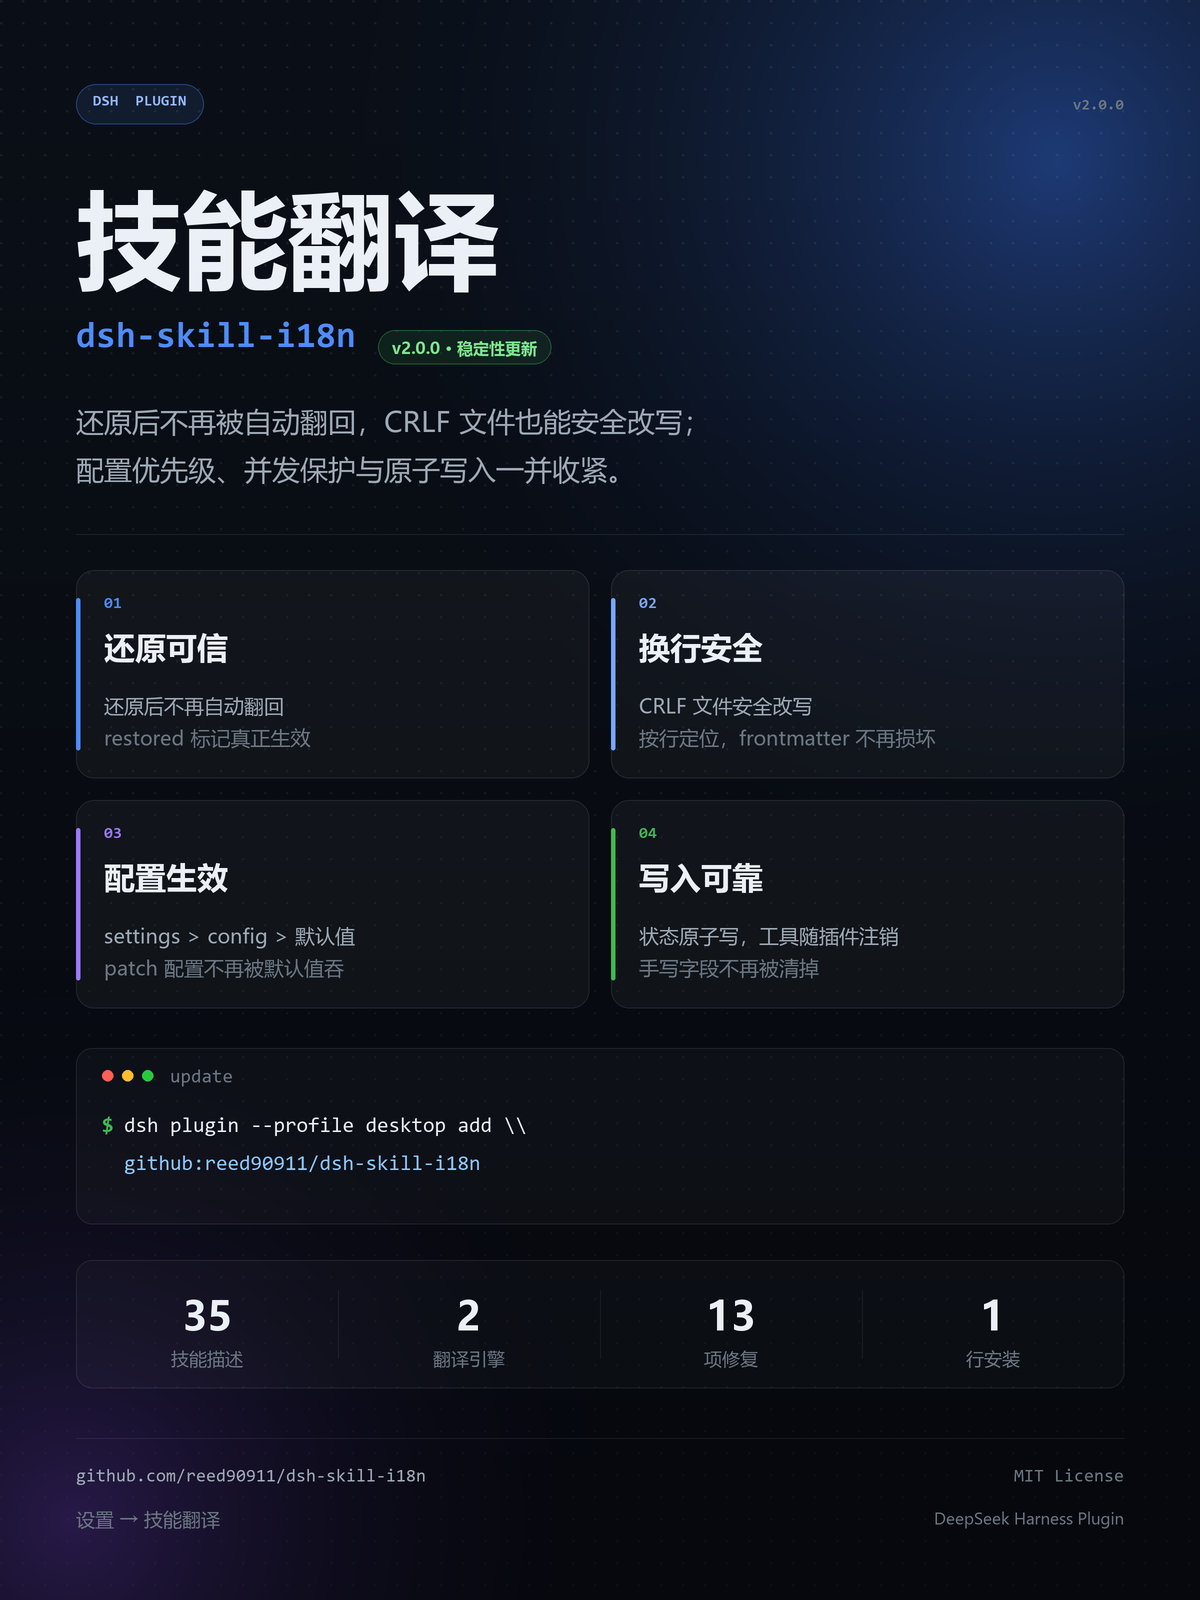 DSH PLUGIN
v2.0.0
技能翻译
dsh-skill-i18n
v2.0.0 • 稳定性更新
还原后不再被自动翻回，CRLF 文件也能安全改写；
配置优先级、并发保护与原子写入一并收紧。
01
还原可信
还原后不再自动翻回
restored 标记真正生效
02
换行安全
CRLF 文件安全改写
按行定位，frontmatter 不再损坏
03
配置生效
settings > config > 默认值
patch 配置不再被默认值吞
04
写入可靠
状态原子写，工具随插件注销
手写字段不再被清掉
update
$ dsh plugin --profile desktop add \\
github:reed90911/dsh-skill-i18n
35
技能描述
2
翻译引擎
13
项修复
1
行安装
github.com/reed90911/dsh-skill-i18n
MIT License
设置 → 技能翻译
DeepSeek Harness Plugin